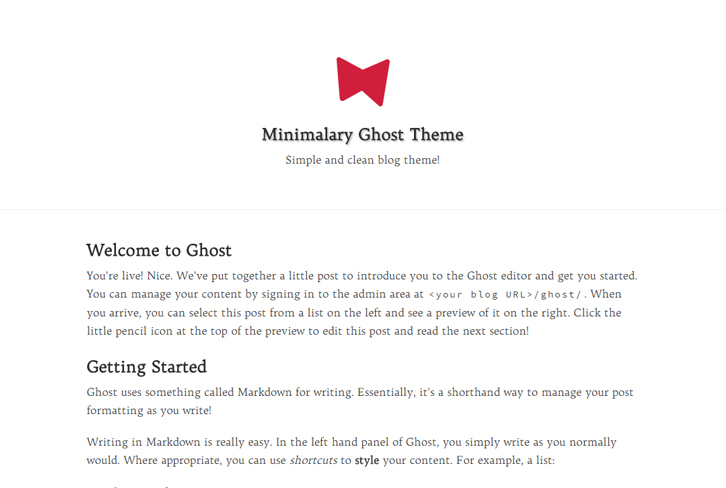 Minimalary Ghost Theme
Simple and clean blog theme!
Welcome to Ghost
You're live! Nice. We've put together a little post to introduce you to the Ghost editor and get you started.
You can manage your content by signing in to the admin area at <your blog URL>/ghost/. When
you arrive, you can select this post from a list on the left and see a preview of it on the right. Click the
little pencil icon at the top of the preview to edit this post and read the next section!
Getting Started
Ghost uses something called Markdown for writing. Essentially, it's a shorthand way to manage your post
formatting as you write!
Writing in Markdown is really easy. In the left hand panel of Ghost, you simply write as you normally
would. Where appropriate, you can use shortcuts to style your content. For example, a list: